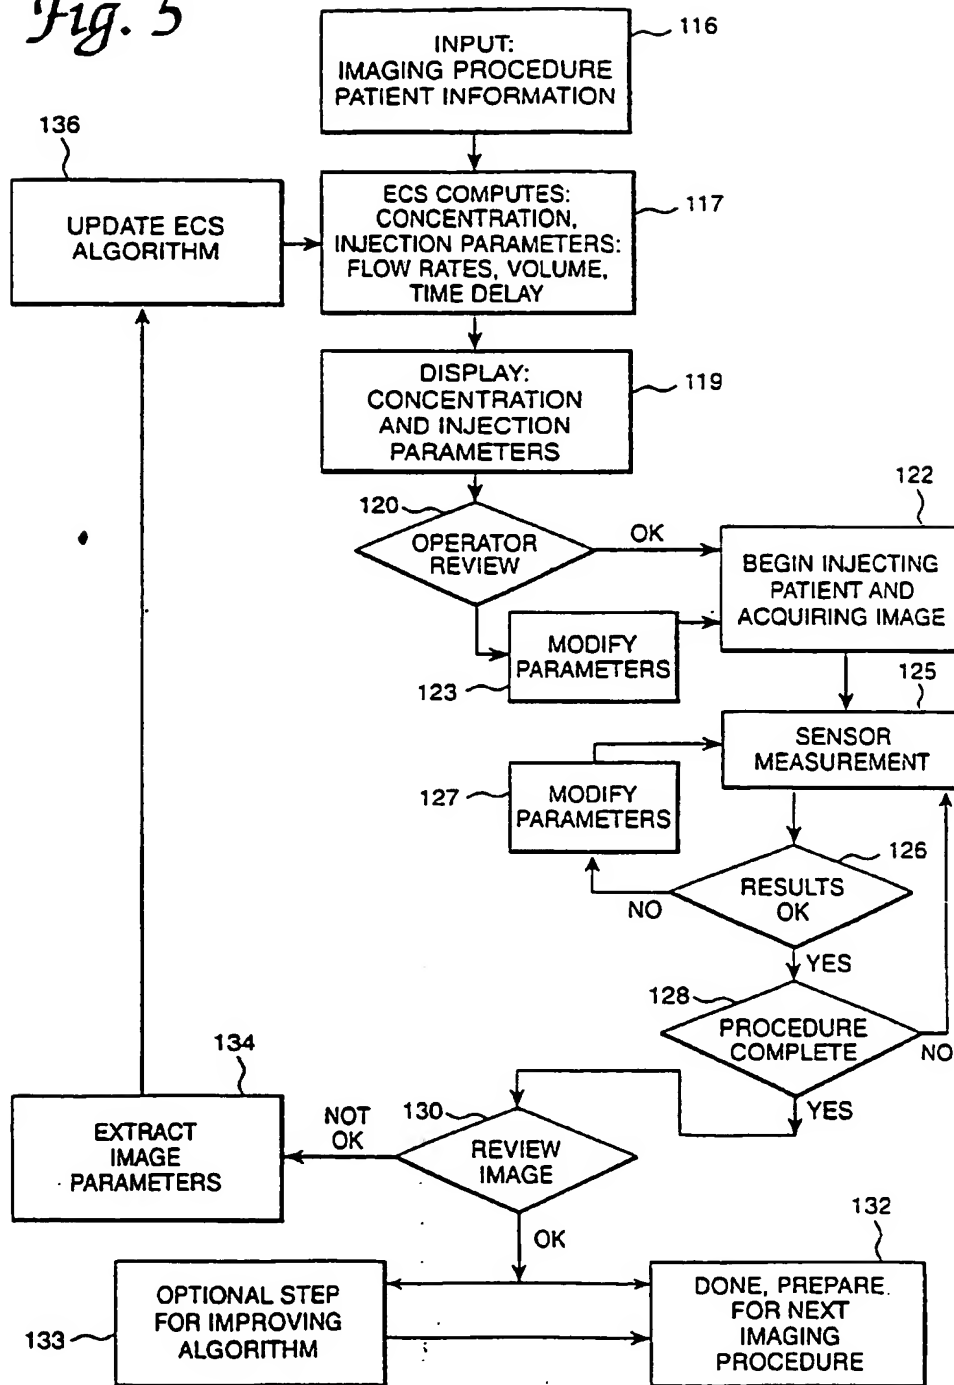 Fig. 5
INPUT:
IMAGING PROCEDURE
PATIENT INFORMATION
116
136
UPDATE ECS
ALGORITHM
ECS COMPUTES:
CONCENTRATION,
INJECTION PARAMETERS:
FLOW RATES, VOLUME,
TIME DELAY
117
DISPLAY:
CONCENTRATION
AND INJECTION
PARAMETERS
119
120
OPERATOR
REVIEW
OK
122
BEGIN INJECTING
PATIENT AND
ACQUIRING IMAGE
MODIFY
PARAMETERS
123
125
SENSOR
MEASUREMENT
127
MODIFY
PARAMETERS
126
RESULTS
OK
NO
YES
128
PROCEDURE
COMPLETE
NO
YES
134
EXTRACT
IMAGE
PARAMETERS
NOT
OK
130
REVIEW
IMAGE
OK
132
OPTIONAL STEP
FOR IMPROVING
ALGORITHM
133
DONE, PREPARE
FOR NEXT
IMAGING
PROCEDURE